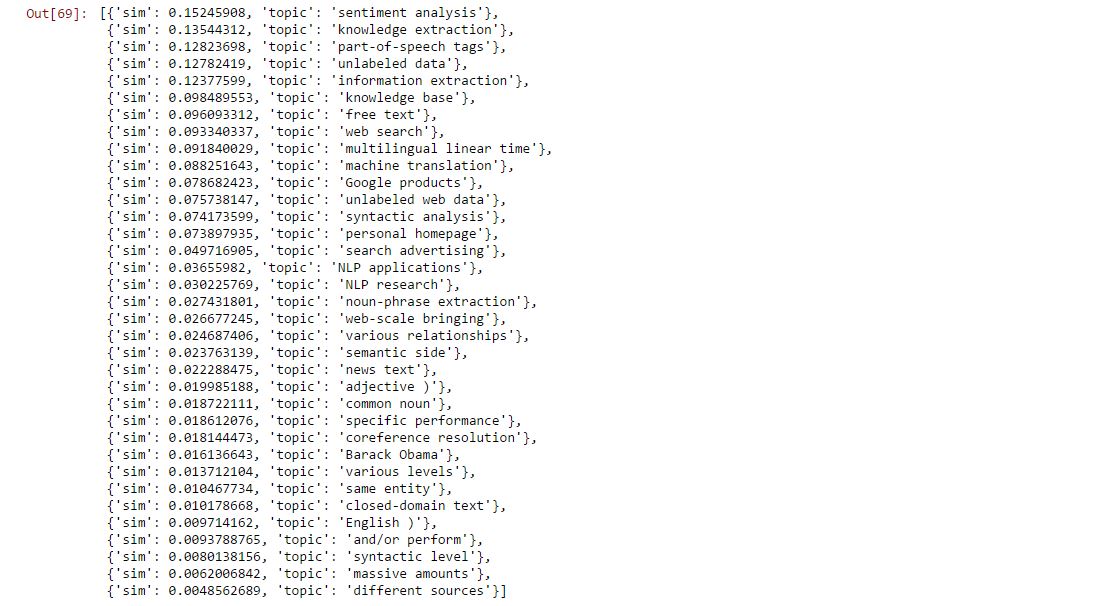 Out[69]: [{'sim': 0.15245908, 'topic': 'sentiment analysis'},
{'sim': 0.13544312, 'topic': 'knowledge extraction'},
{'sim': 0.12823698, 'topic': 'part-of-speech tags'},
{'sim': 0.12782419, 'topic': 'unlabeled data'},
{'sim': 0.12377599, 'topic': 'information extraction'},
{'sim': 0.098489553, 'topic': 'knowledge base'},
{'sim': 0.096093312, 'topic': 'free text'},
{'sim': 0.093340337, 'topic': 'web search'},
{'sim': 0.091840029, 'topic': 'multilingual linear time'},
{'sim': 0.088251643, 'topic': 'machine translation'},
{'sim': 0.078682423, 'topic': 'Google products'},
{'sim': 0.075738147, 'topic': 'unlabeled web data'},
{'sim': 0.074173599, 'topic': 'syntactic analysis'},
{'sim': 0.073897935, 'topic': 'personal homepage'},
{'sim': 0.049716905, 'topic': 'search advertising'},
{'sim': 0.03655982, 'topic': 'NLP applications'},
{'sim': 0.030225769, 'topic': 'NLP research'},
{'sim': 0.027431801, 'topic': 'noun-phrase extraction'},
{'sim': 0.026677245, 'topic': 'web-scale bringing'},
{'sim': 0.024687406, 'topic': 'various relationships'},
{'sim': 0.023763139, 'topic': 'semantic side'},
{'sim': 0.022288475, 'topic': 'news text'},
{'sim': 0.019985188, 'topic': 'adjective )'},
{'sim': 0.018722111, 'topic': 'common noun'},
{'sim': 0.018612076, 'topic': 'specific performance'},
{'sim': 0.018144473, 'topic': 'coreference resolution'},
{'sim': 0.016136643, 'topic': 'Barack Obama'},
{'sim': 0.013712104, 'topic': 'various levels'},
{'sim': 0.010467734, 'topic': 'same entity'},
{'sim': 0.010178668, 'topic': 'closed-domain text'},
{'sim': 0.009714162, 'topic': 'English )'},
{'sim': 0.0093788765, 'topic': 'and/or perform'},
{'sim': 0.0080138156, 'topic': 'syntactic level'},
{'sim': 0.0062006842, 'topic': 'massive amounts'},
{'sim': 0.0048562689, 'topic': 'different sources'}]